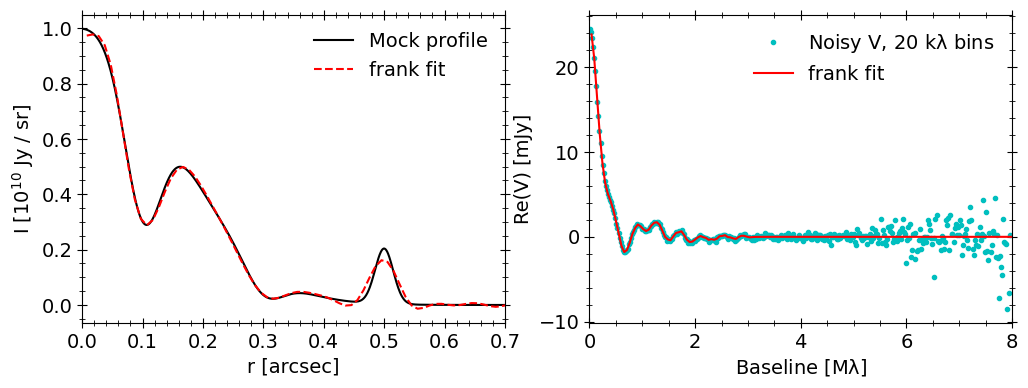 Mock profile
frank fit
1.0
0.8
0.6
0.4
0.2
0.0
I [10¹⁰ Jy / sr]
0.0 0.1 0.2 0.3 0.4 0.5 0.6 0.7
r [arcsec]
Noisy V, 20 kλ bins
frank fit
20
10
0
−10
Re(V) [mJy]
0 2 4 6 8
Baseline [Mλ]